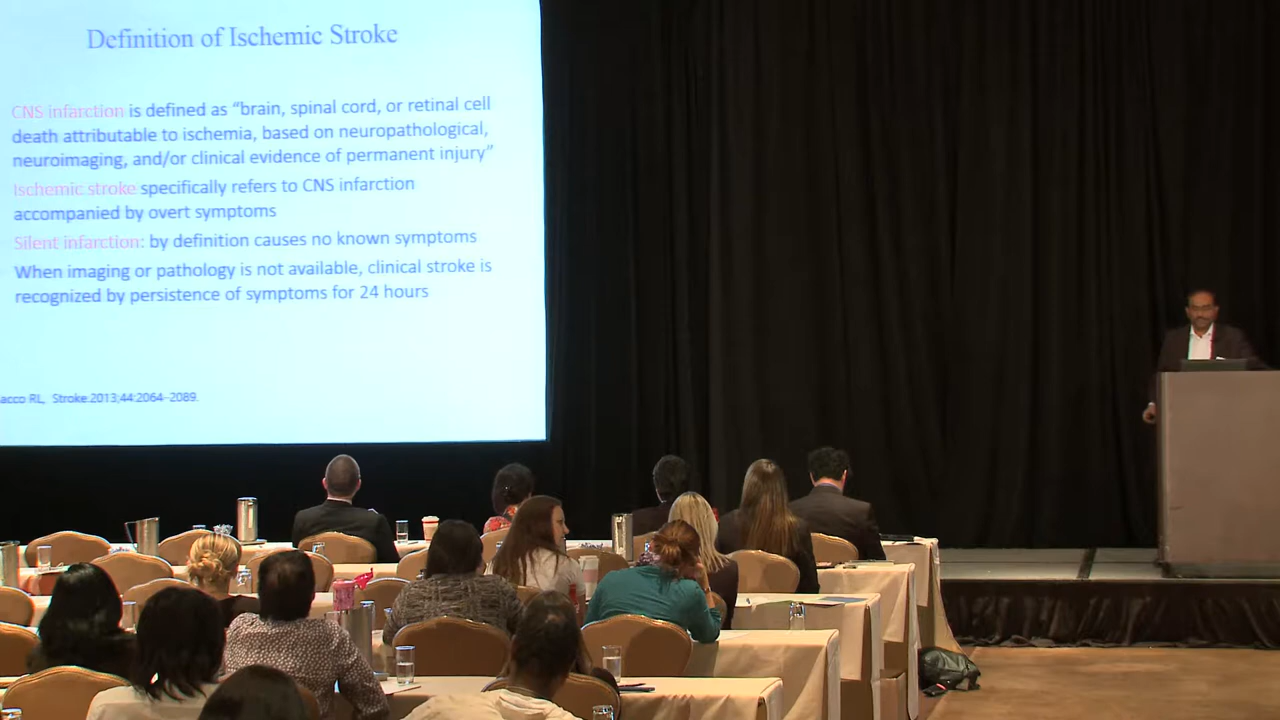 Definition of Ischemic Stroke
CNS infarction is defined as “brain, spinal cord, or retinal cell
death attributable to ischemia, based on neuropathological,
neuroimaging, and/or clinical evidence of permanent injury”
Ischemic stroke specifically refers to CNS infarction
accompanied by overt symptoms
Silent infarction: by definition causes no known symptoms
When imaging or pathology is not available, clinical stroke is
recognized by persistence of symptoms for 24 hours
acco RL, Stroke.2013;44:2064-2089.